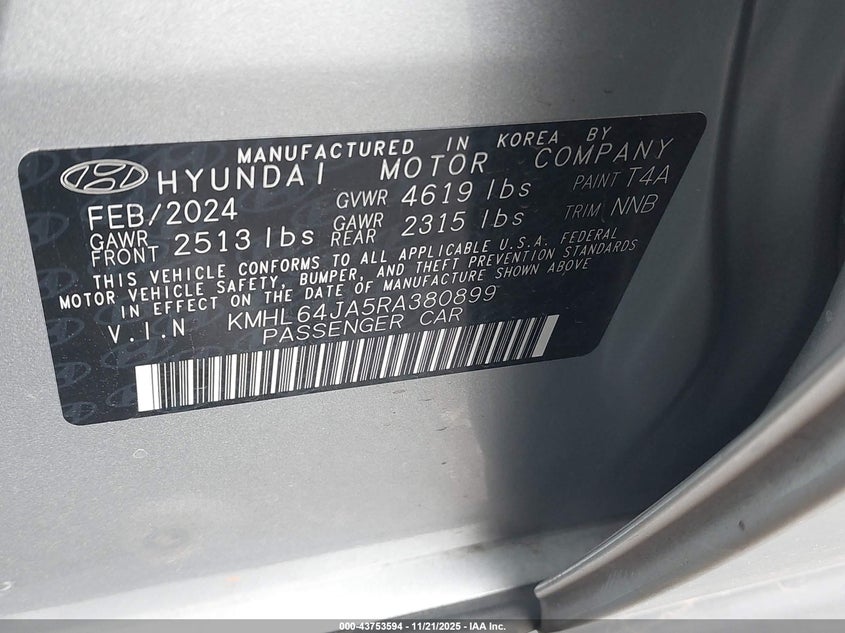 MANUFACTURED IN KOREA BY
HYUNDAI MOTOR COMPANY
FEB/2024 GVWR 4619 lbs PAINT T4A
GAWR FRONT 2513 lbs GAWR REAR 2315 lbs TRIM NNB
THIS VEHICLE CONFORMS TO ALL APPLICABLE U.S.A. FEDERAL
MOTOR VEHICLE SAFETY, BUMPER, AND THEFT PREVENTION STANDARDS
IN EFFECT ON THE DATE OF MANUFACTURE SHOWN ABOVE
V.I.N KMHL64JA5RA380899
PASSENGER CAR
000-43753594 - 11/21/2025 - IAA Inc.